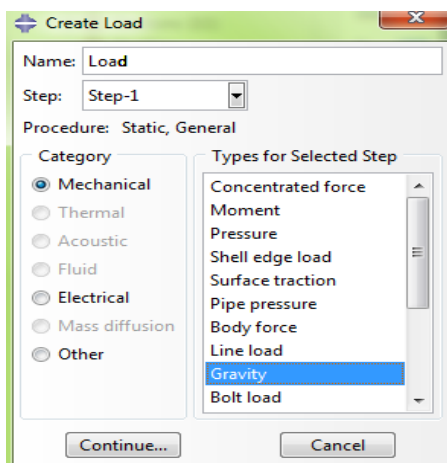 Create Load
Name: Load
Step: Step-1
Procedure: Static, General
Category
Mechanical
Thermal
Acoustic
Fluid
Electrical
Mass diffusion
Other
Types for Selected Step
Concentrated force
Moment
Pressure
Shell edge load
Surface traction
Pipe pressure
Body force
Line load
Gravity
Bolt load
Continue... Cancel